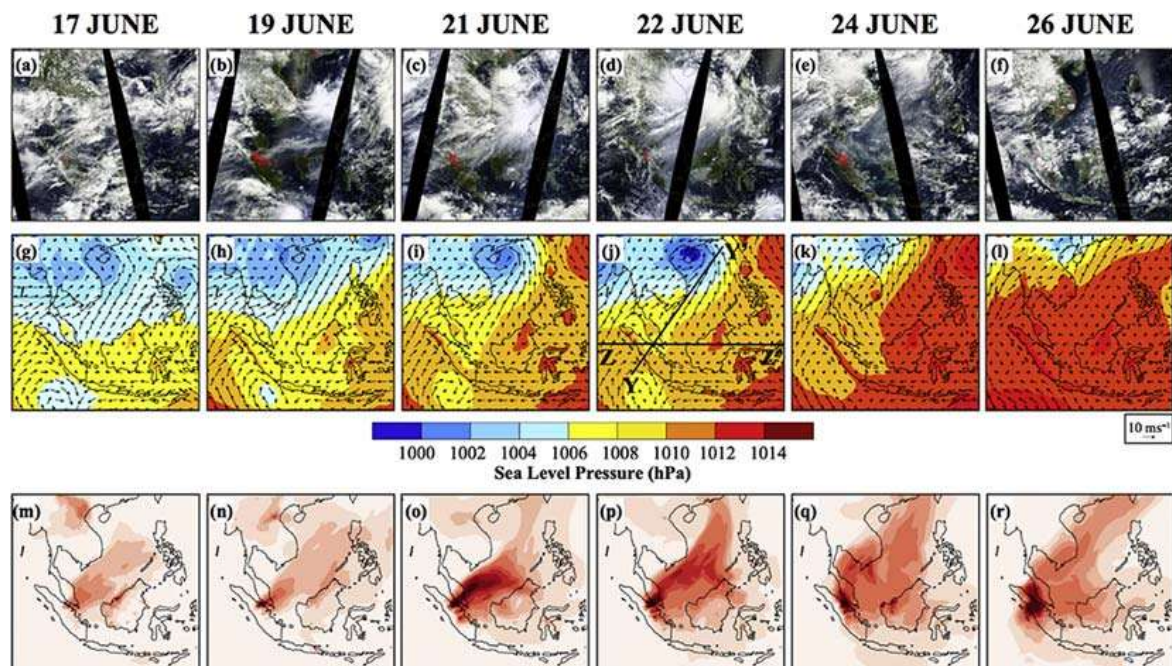 17 JUNE 19 JUNE 21 JUNE 22 JUNE 24 JUNE 26 JUNE
(a) (b) (c) (d) (e) (f)
(g) (h) (i) (j) (k) (l)
Y'
Z Z'
Y
10 ms⁻¹
1000 1002 1004 1006 1008 1010 1012 1014
Sea Level Pressure (hPa)
(m) (n) (o) (p) (q) (r)